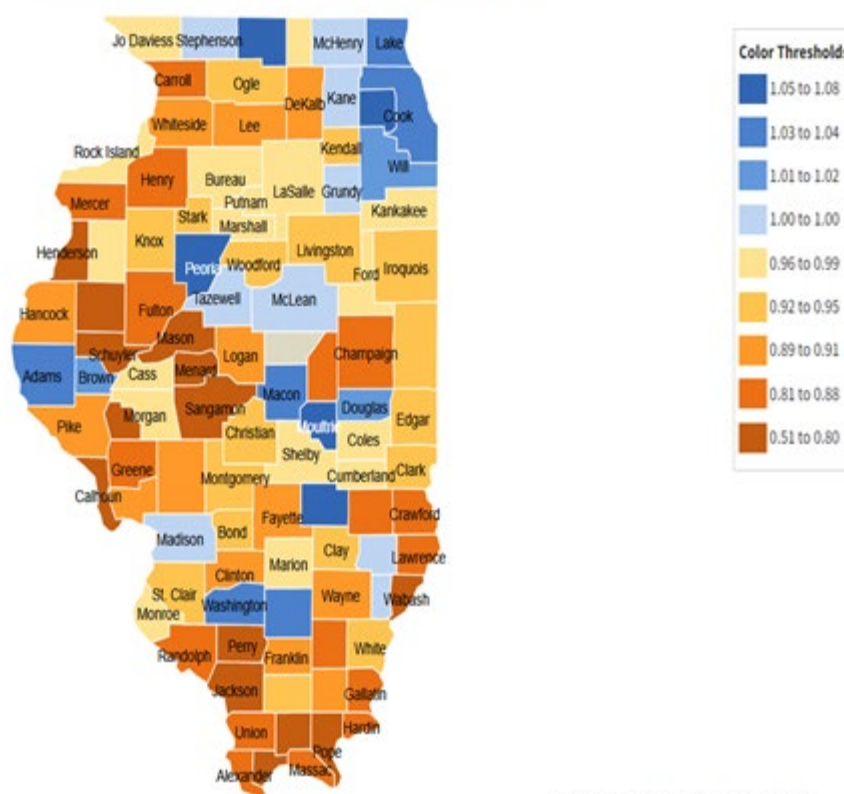 Jo Daviess Stephenson McHenry Lake
Carroll Ogle DeKalb Kane Cook
Whiteside Lee
Kendall Will
Rock Island
Henry Bureau LaSalle Grundy
Mercer Putnam Kankakee
Stark Marshall
Knox Livingston
Henderson Peoria Woodford Ford Iroquois
Tazewell McLean
Hancock Fulton
Mason
Schuyler Logan Champaign
Adams Brown Cass Menard
Macon Douglas
Morgan Sangamon
Pike Christian Moultrie Coles Edgar
Shelby
Greene Montgomery Cumberland Clark
Calhoun
Fayette Crawford
Madison Bond
Clay Lawrence
Marion
Clinton
St. Clair Washington Wayne Wabash
Monroe
Perry White
Randolph Franklin
Jackson Gallatin
Union Hardin
Pope
Alexander Massac
Color Threshold
1.05 to 1.08
1.03 to 1.04
1.01 to 1.02
1.00 to 1.00
0.96 to 0.99
0.92 to 0.95
0.89 to 0.91
0.81 to 0.88
0.51 to 0.80